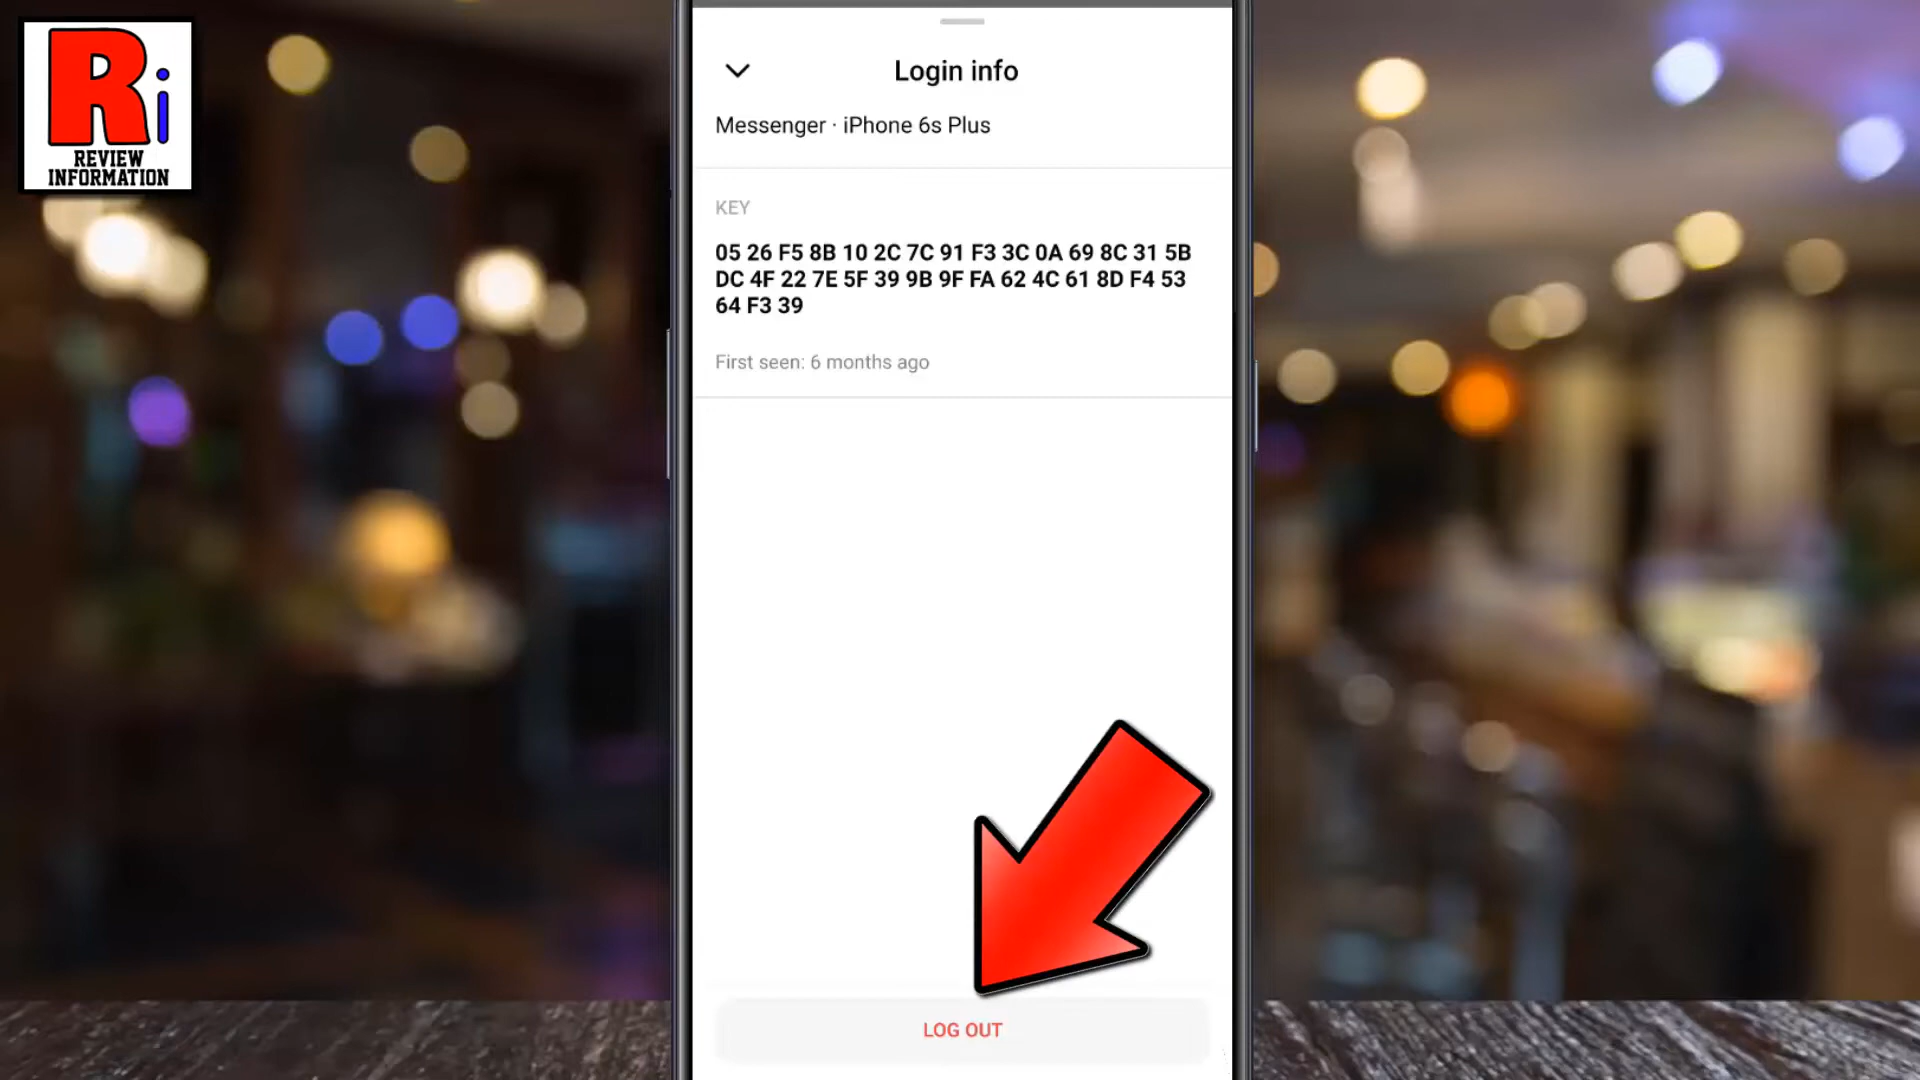 Ri
REVIEW
INFORMATION
Login info
Messenger · iPhone 6s Plus
KEY
05 26 F5 8B 10 2C 7C 91 F3 3C 0A 69 8C 31 5B
DC 4F 22 7E 5F 39 9B 9F FA 62 4C 61 8D F4 53
64 F3 39
First seen: 6 months ago
LOG OUT